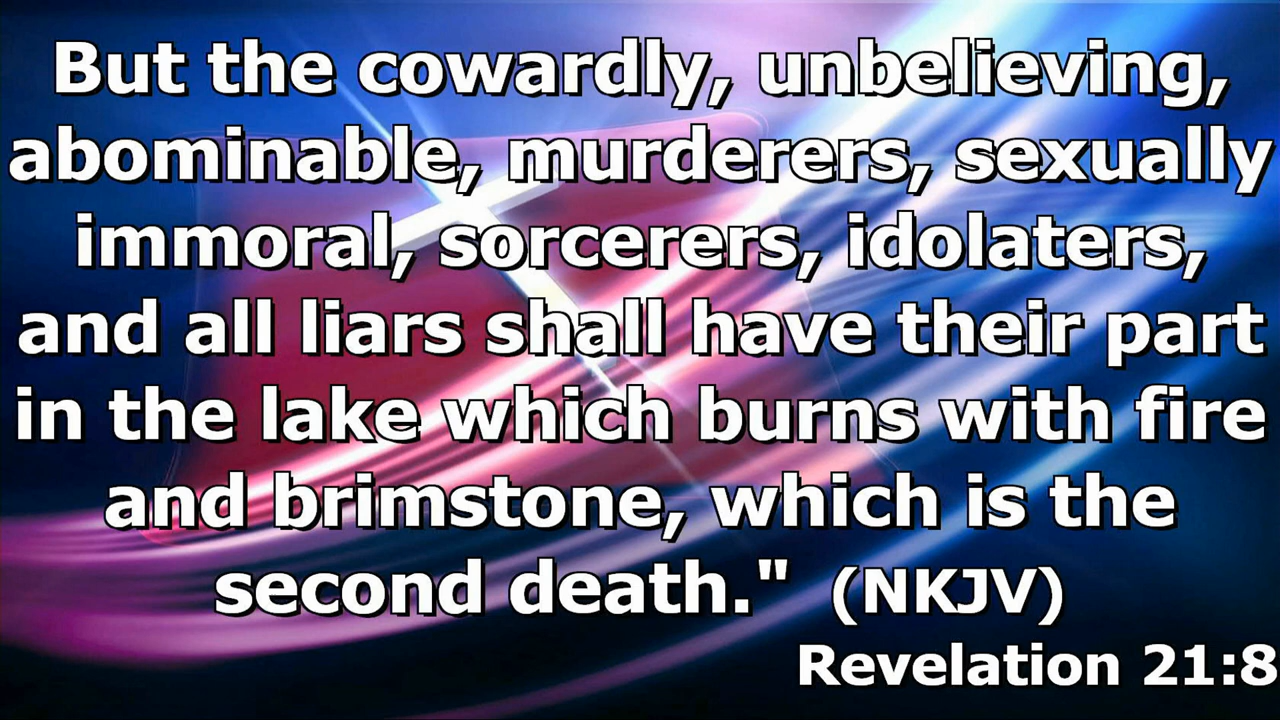 But the cowardly, unbelieving,
abominable, murderers, sexually
immoral, sorcerers, idolaters,
and all liars shall have their part
in the lake which burns with fire
and brimstone, which is the
second death." (NKJV)
Revelation 21:8